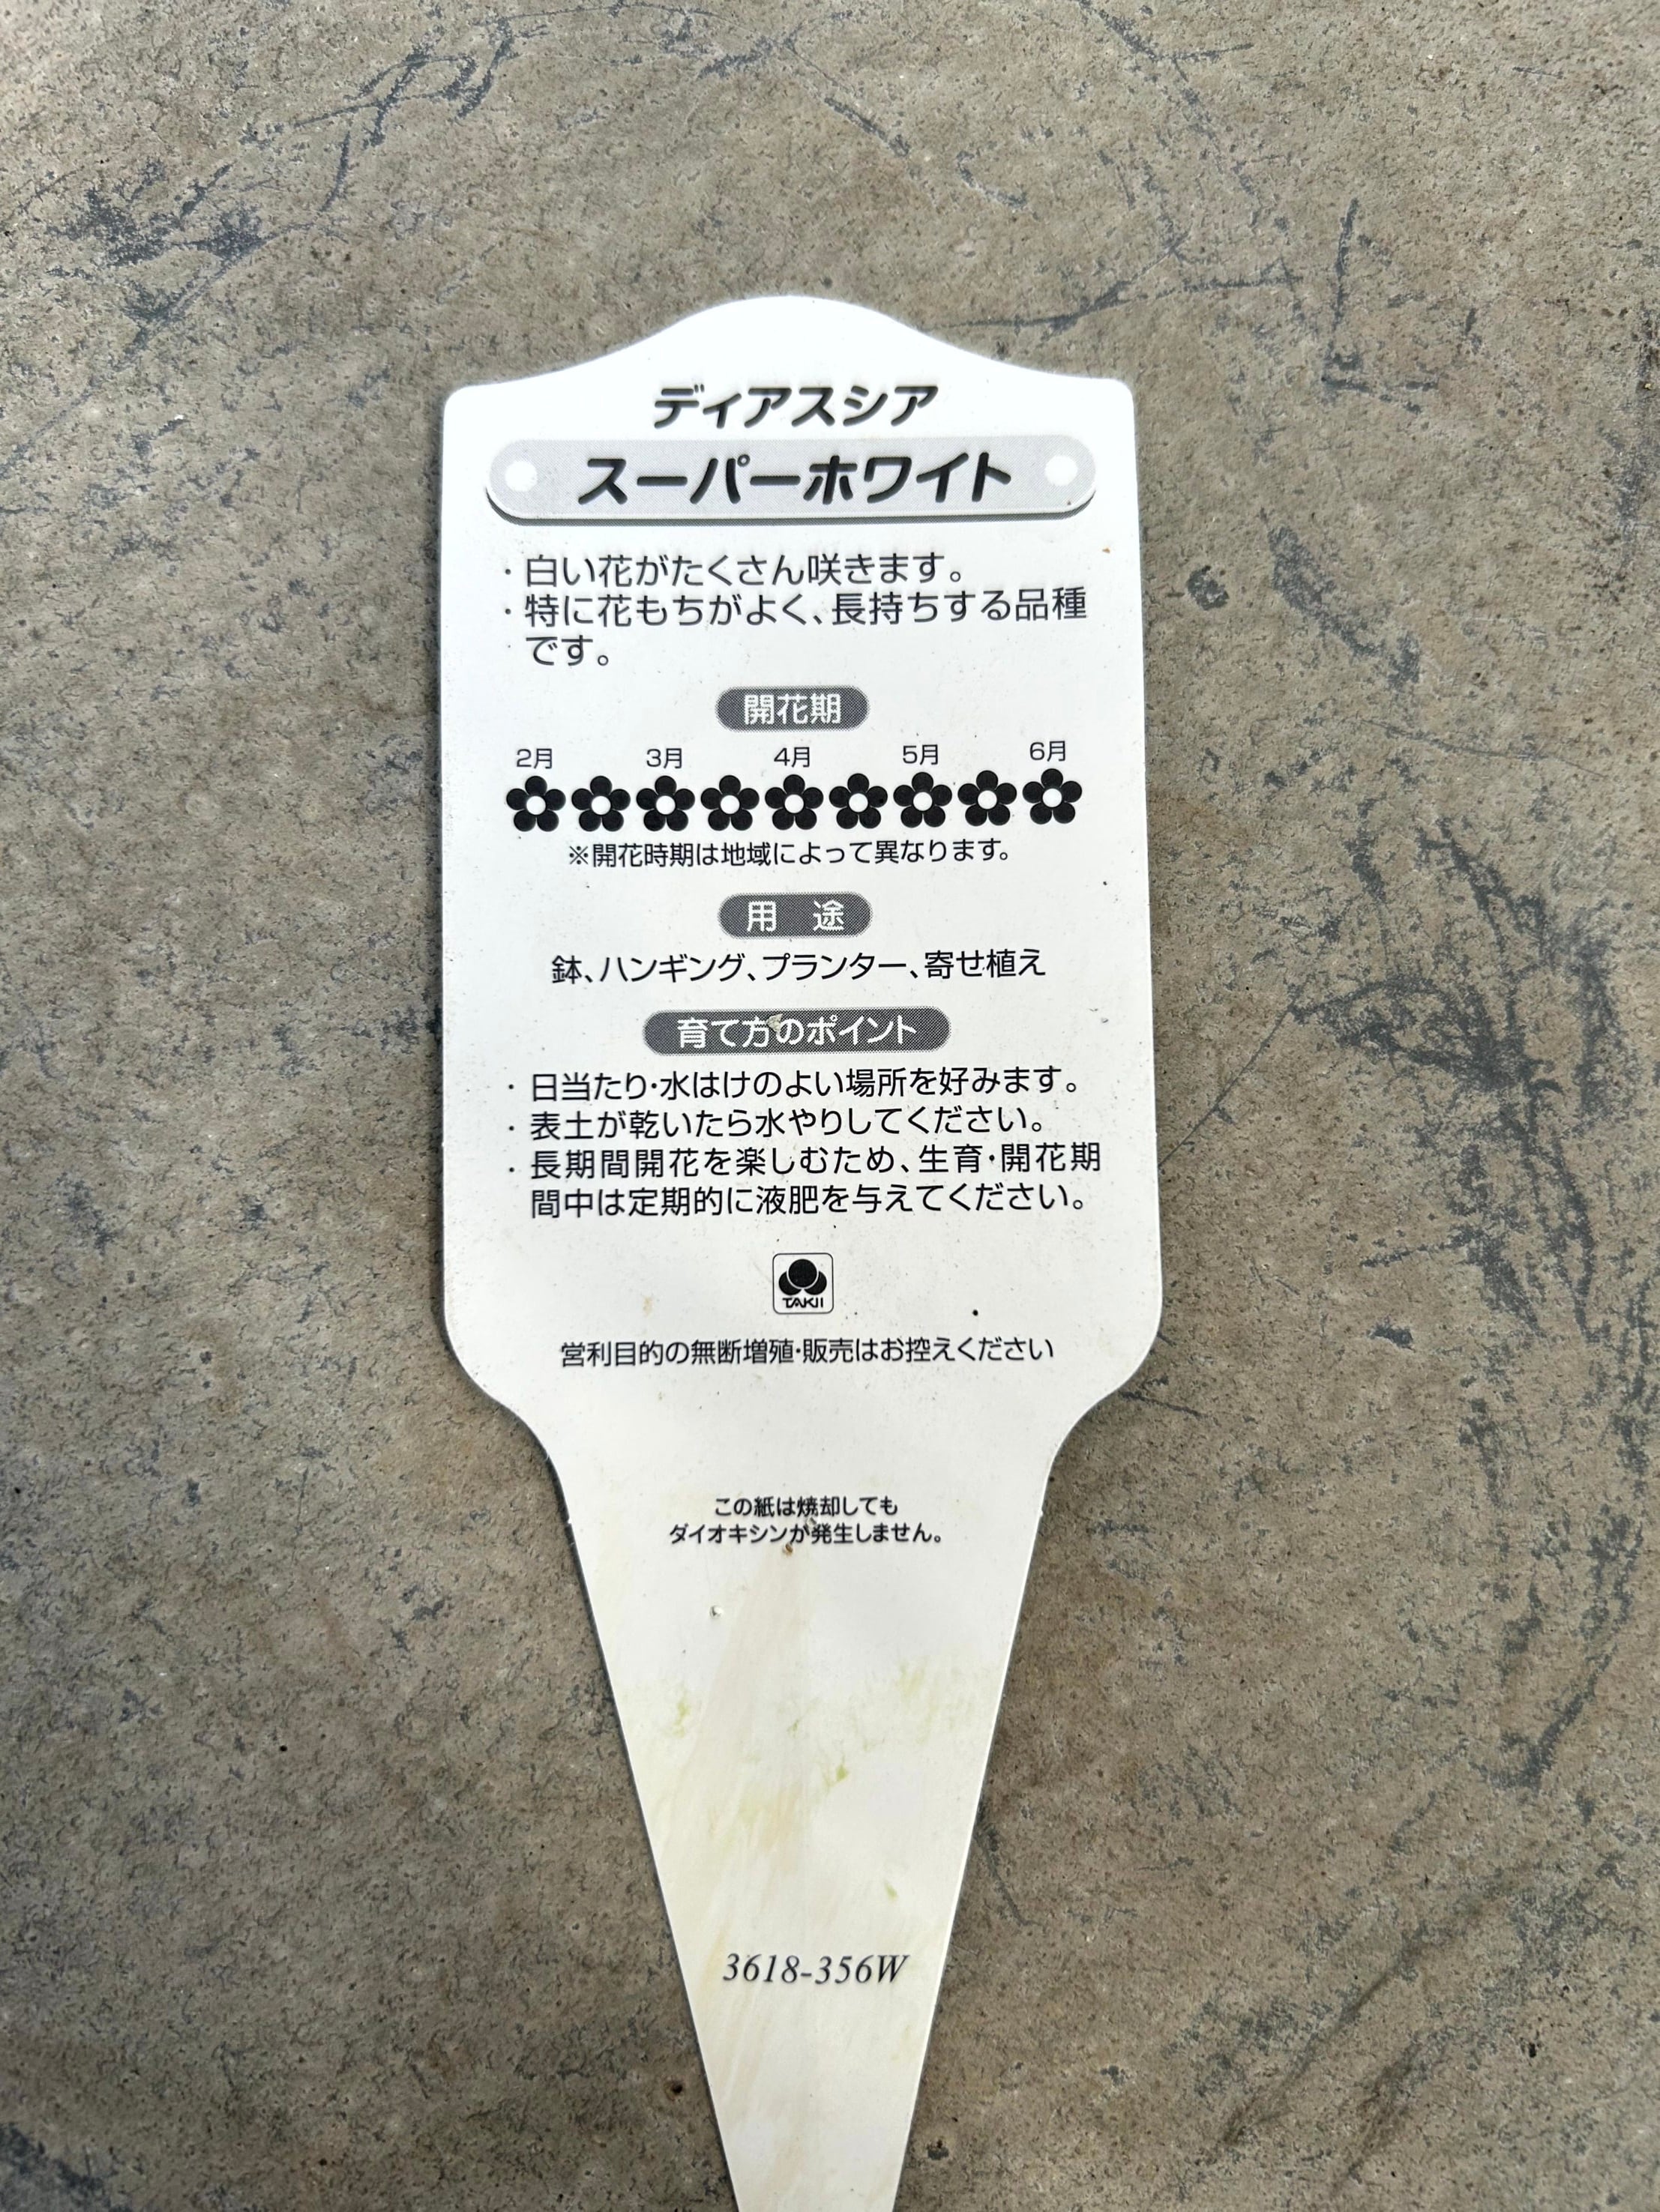 ディアスシア
スーパーホワイト
・白い花がたくさん咲きます。
・特に花もちがよく、長持ちする品種
です。
開花期
2月 3月 4月 5月 6月
※開花時期は地域によって異なります。
用 途
鉢、ハンギング、プランター、寄せ植え
育て方のポイント
・日当たり・水はけのよい場所を好みます。
・表土が乾いたら水やりしてください。
・長期間開花を楽しむため、生育・開花期
間中は定期的に液肥を与えてください。
TAKII
営利目的の無断増殖・販売はお控えください
この紙は焼却しても
ダイオキシンが発生しません。
3618-356W